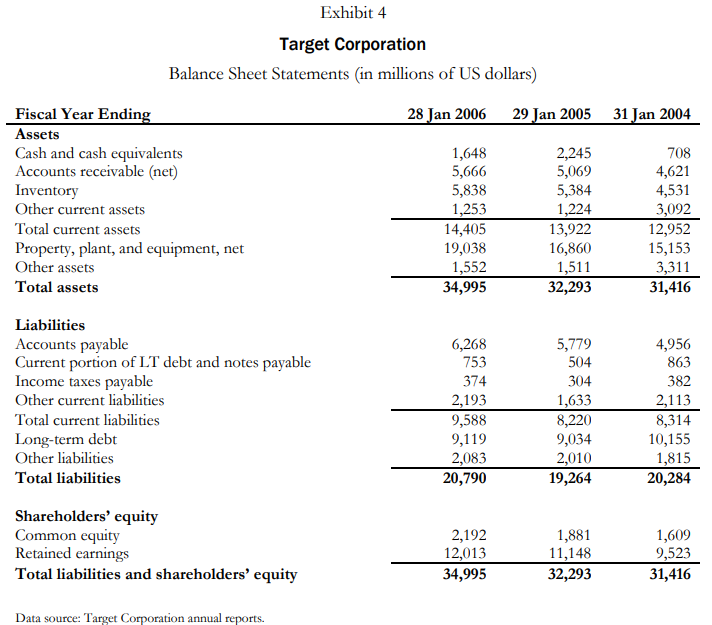 Exhibit 4
Target Corporation
Balance Sheet Statements (in millions of US dollars)
Fiscal Year Ending 28 Jan 2006 29 Jan 2005 31 Jan 2004
Assets
Cash and cash equivalents 1,648 2,245 708
Accounts receivable (net) 5,666 5,069 4,621
Inventory 5,838 5,384 4,531
Other current assets 1,253 1,224 3,092
Total current assets 14,405 13,922 12,952
Property, plant, and equipment, net 19,038 16,860 15,153
Other assets 1,552 1,511 3,311
Total assets 34,995 32,293 31,416
Liabilities
Accounts payable 6,268 5,779 4,956
Current portion of LT debt and notes payable 753 504 863
Income taxes payable 374 304 382
Other current liabilities 2,193 1,633 2,113
Total current liabilities 9,588 8,220 8,314
Long-term debt 9,119 9,034 10,155
Other liabilities 2,083 2,010 1,815
Total liabilities 20,790 19,264 20,284
Shareholders' equity
Common equity 2,192 1,881 1,609
Retained earnings 12,013 11,148 9,523
Total liabilities and shareholders' equity 34,995 32,293 31,416
Data source: Target Corporation annual reports.